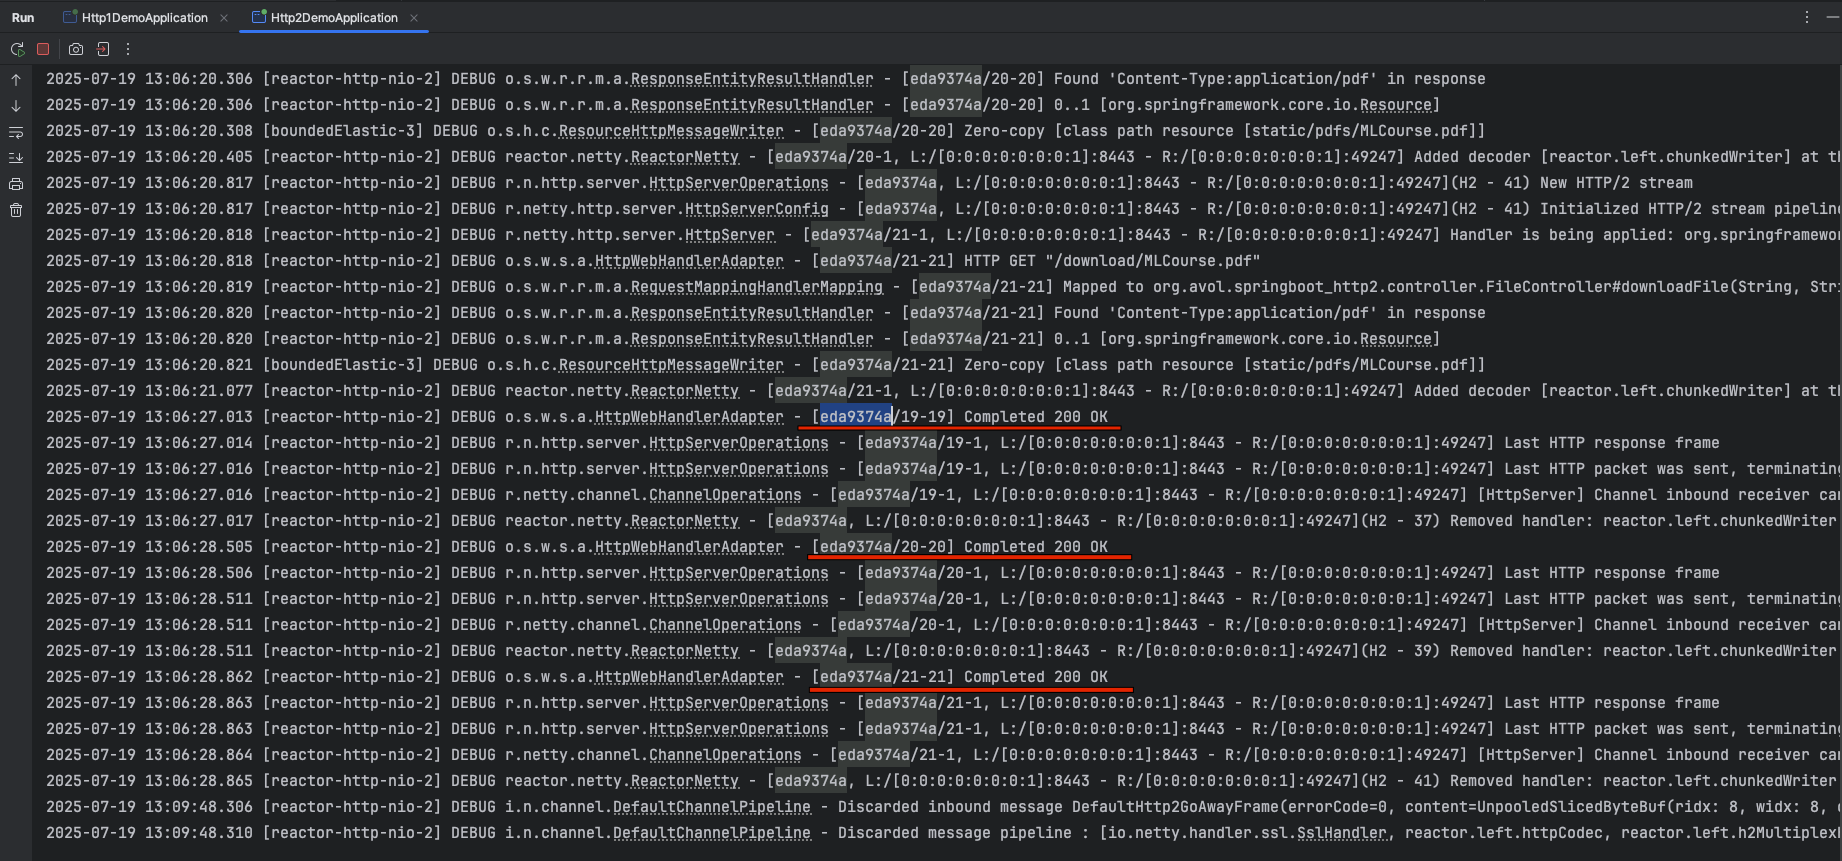 Run Http1DemoApplication Http2DemoApplication
2025-07-19 13:06:20.306 [reactor-http-nio-2] DEBUG o.s.w.r.r.m.a.ResponseEntityResultHandler - [eda9374a/20-20] Found 'Content-Type:application/pdf' in response
2025-07-19 13:06:20.306 [reactor-http-nio-2] DEBUG o.s.w.r.r.m.a.ResponseEntityResultHandler - [eda9374a/20-20] 0..1 [org.springframework.core.io.Resource]
2025-07-19 13:06:20.308 [boundedElastic-3] DEBUG o.s.h.c.ResourceHttpMessageWriter - [eda9374a/20-20] Zero-copy [class path resource [static/pdfs/MLCourse.pdf]]
2025-07-19 13:06:20.405 [reactor-http-nio-2] DEBUG reactor.netty.ReactorNetty - [eda9374a/20-1, L:/[0:0:0:0:0:0:0:1]:8443 - R:/[0:0:0:0:0:0:0:1]:49247] Added decoder [reactor.left.chunkedWriter] at th
2025-07-19 13:06:20.817 [reactor-http-nio-2] DEBUG r.n.http.server.HttpServerOperations - [eda9374a, L:/[0:0:0:0:0:0:0:1]:8443 - R:/[0:0:0:0:0:0:0:1]:49247](H2 - 41) New HTTP/2 stream
2025-07-19 13:06:20.817 [reactor-http-nio-2] DEBUG r.netty.http.server.HttpServerConfig - [eda9374a, L:/[0:0:0:0:0:0:0:1]:8443 - R:/[0:0:0:0:0:0:0:1]:49247](H2 - 41) Initialized HTTP/2 stream pipelin
2025-07-19 13:06:20.818 [reactor-http-nio-2] DEBUG r.netty.http.server.HttpServer - [eda9374a/21-1, L:/[0:0:0:0:0:0:0:1]:8443 - R:/[0:0:0:0:0:0:0:1]:49247] Handler is being applied: org.springframewor
2025-07-19 13:06:20.818 [reactor-http-nio-2] DEBUG o.s.w.s.a.HttpWebHandlerAdapter - [eda9374a/21-21] HTTP GET "/download/MLCourse.pdf"
2025-07-19 13:06:20.819 [reactor-http-nio-2] DEBUG o.s.w.r.r.m.a.RequestMappingHandlerMapping - [eda9374a/21-21] Mapped to org.avol.springboot_http2.controller.FileController#downloadFile(String, Stri
2025-07-19 13:06:20.820 [reactor-http-nio-2] DEBUG o.s.w.r.r.m.a.ResponseEntityResultHandler - [eda9374a/21-21] Found 'Content-Type:application/pdf' in response
2025-07-19 13:06:20.820 [reactor-http-nio-2] DEBUG o.s.w.r.r.m.a.ResponseEntityResultHandler - [eda9374a/21-21] 0..1 [org.springframework.core.io.Resource]
2025-07-19 13:06:20.821 [boundedElastic-3] DEBUG o.s.h.c.ResourceHttpMessageWriter - [eda9374a/21-21] Zero-copy [class path resource [static/pdfs/MLCourse.pdf]]
2025-07-19 13:06:21.077 [reactor-http-nio-2] DEBUG reactor.netty.ReactorNetty - [eda9374a/21-1, L:/[0:0:0:0:0:0:0:1]:8443 - R:/[0:0:0:0:0:0:0:1]:49247] Added decoder [reactor.left.chunkedWriter] at th
2025-07-19 13:06:27.013 [reactor-http-nio-2] DEBUG o.s.w.s.a.HttpWebHandlerAdapter - [eda9374a/19-19] Completed 200 OK
2025-07-19 13:06:27.014 [reactor-http-nio-2] DEBUG r.n.http.server.HttpServerOperations - [eda9374a/19-1, L:/[0:0:0:0:0:0:0:1]:8443 - R:/[0:0:0:0:0:0:0:1]:49247] Last HTTP response frame
2025-07-19 13:06:27.016 [reactor-http-nio-2] DEBUG r.n.http.server.HttpServerOperations - [eda9374a/19-1, L:/[0:0:0:0:0:0:0:1]:8443 - R:/[0:0:0:0:0:0:0:1]:49247] Last HTTP packet was sent, terminating
2025-07-19 13:06:27.016 [reactor-http-nio-2] DEBUG r.netty.channel.ChannelOperations - [eda9374a/19-1, L:/[0:0:0:0:0:0:0:1]:8443 - R:/[0:0:0:0:0:0:0:1]:49247] [HttpServer] Channel inbound receiver can
2025-07-19 13:06:27.017 [reactor-http-nio-2] DEBUG reactor.netty.ReactorNetty - [eda9374a, L:/[0:0:0:0:0:0:0:1]:8443 - R:/[0:0:0:0:0:0:0:1]:49247](H2 - 37) Removed handler: reactor.left.chunkedWriter
2025-07-19 13:06:28.505 [reactor-http-nio-2] DEBUG o.s.w.s.a.HttpWebHandlerAdapter - [eda9374a/20-20] Completed 200 OK
2025-07-19 13:06:28.506 [reactor-http-nio-2] DEBUG r.n.http.server.HttpServerOperations - [eda9374a/20-1, L:/[0:0:0:0:0:0:0:1]:8443 - R:/[0:0:0:0:0:0:0:1]:49247] Last HTTP response frame
2025-07-19 13:06:28.511 [reactor-http-nio-2] DEBUG r.n.http.server.HttpServerOperations - [eda9374a/20-1, L:/[0:0:0:0:0:0:0:1]:8443 - R:/[0:0:0:0:0:0:0:1]:49247] Last HTTP packet was sent, terminating
2025-07-19 13:06:28.511 [reactor-http-nio-2] DEBUG r.netty.channel.ChannelOperations - [eda9374a/20-1, L:/[0:0:0:0:0:0:0:1]:8443 - R:/[0:0:0:0:0:0:0:1]:49247] [HttpServer] Channel inbound receiver can
2025-07-19 13:06:28.511 [reactor-http-nio-2] DEBUG reactor.netty.ReactorNetty - [eda9374a, L:/[0:0:0:0:0:0:0:1]:8443 - R:/[0:0:0:0:0:0:0:1]:49247](H2 - 39) Removed handler: reactor.left.chunkedWriter
2025-07-19 13:06:28.862 [reactor-http-nio-2] DEBUG o.s.w.s.a.HttpWebHandlerAdapter - [eda9374a/21-21] Completed 200 OK
2025-07-19 13:06:28.863 [reactor-http-nio-2] DEBUG r.n.http.server.HttpServerOperations - [eda9374a/21-1, L:/[0:0:0:0:0:0:0:1]:8443 - R:/[0:0:0:0:0:0:0:1]:49247] Last HTTP response frame
2025-07-19 13:06:28.863 [reactor-http-nio-2] DEBUG r.n.http.server.HttpServerOperations - [eda9374a/21-1, L:/[0:0:0:0:0:0:0:1]:8443 - R:/[0:0:0:0:0:0:0:1]:49247] Last HTTP packet was sent, terminating
2025-07-19 13:06:28.864 [reactor-http-nio-2] DEBUG r.netty.channel.ChannelOperations - [eda9374a/21-1, L:/[0:0:0:0:0:0:0:1]:8443 - R:/[0:0:0:0:0:0:0:1]:49247] [HttpServer] Channel inbound receiver can
2025-07-19 13:06:28.865 [reactor-http-nio-2] DEBUG reactor.netty.ReactorNetty - [eda9374a, L:/[0:0:0:0:0:0:0:1]:8443 - R:/[0:0:0:0:0:0:0:1]:49247](H2 - 41) Removed handler: reactor.left.chunkedWriter
2025-07-19 13:09:48.306 [reactor-http-nio-2] DEBUG i.n.channel.DefaultChannelPipeline - Discarded inbound message DefaultHttp2GoAwayFrame(errorCode=0, content=UnpooledSlicedByteBuf(ridx: 8, widx: 8, c
2025-07-19 13:09:48.310 [reactor-http-nio-2] DEBUG i.n.channel.DefaultChannelPipeline - Discarded message pipeline : [io.netty.handler.ssl.SslHandler, reactor.left.httpCodec, reactor.left.h2Multiplex